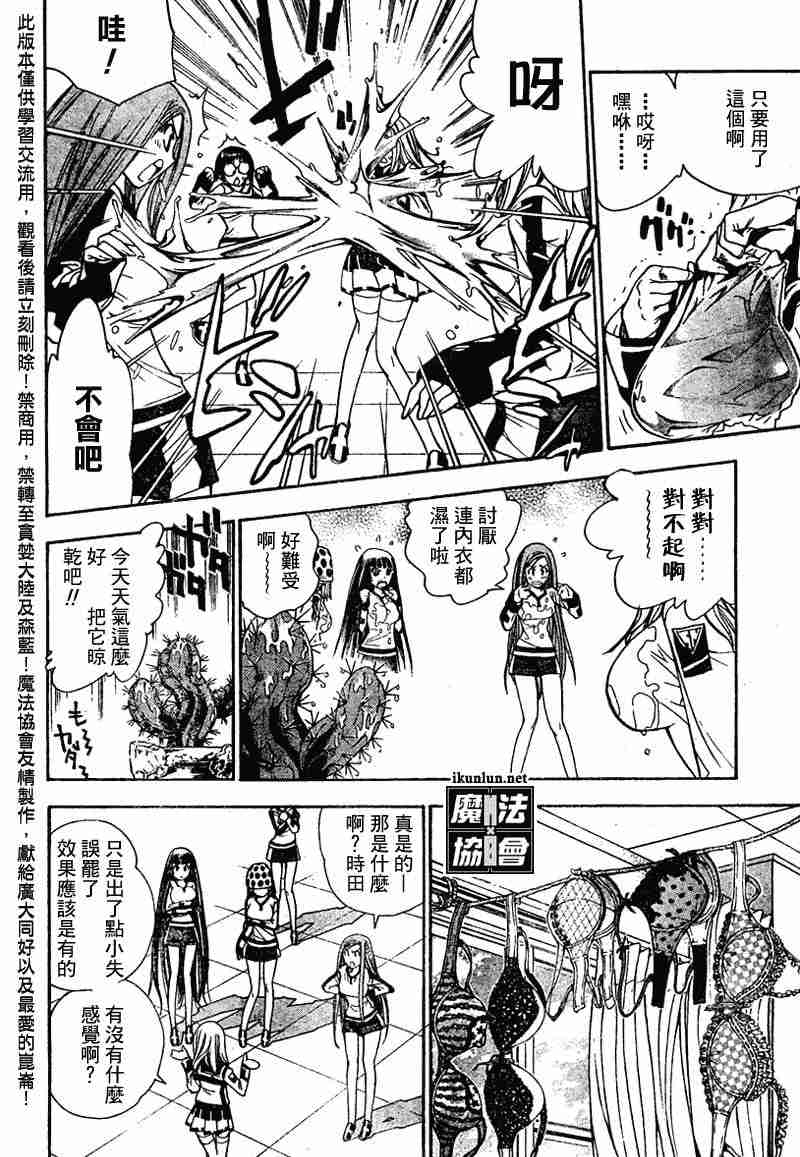 只要用了
這個啊
…哎呀…
嘿咻……
呀
哇!
不會吧
對對……
對不起啊
~~~~
討厭
連內衣都
濕了啦
好難受
啊~~~
今天天氣這麼
好 把它晾
乾吧!!
ガタ
ガタ
も~~
ガタ
ikunlun.net
魔法
協會
真是的—
那是什麼
啊?時田
只是出了點小失
誤罷了
效果應該是有的
有沒有什麼
感覺啊?
此版本僅供學習交流用,觀看後請立刻刪除!禁商用,禁轉至貪婪大陸及森藍!魔法協會友情製作,獻給廣大同好以及最愛的崑崙!